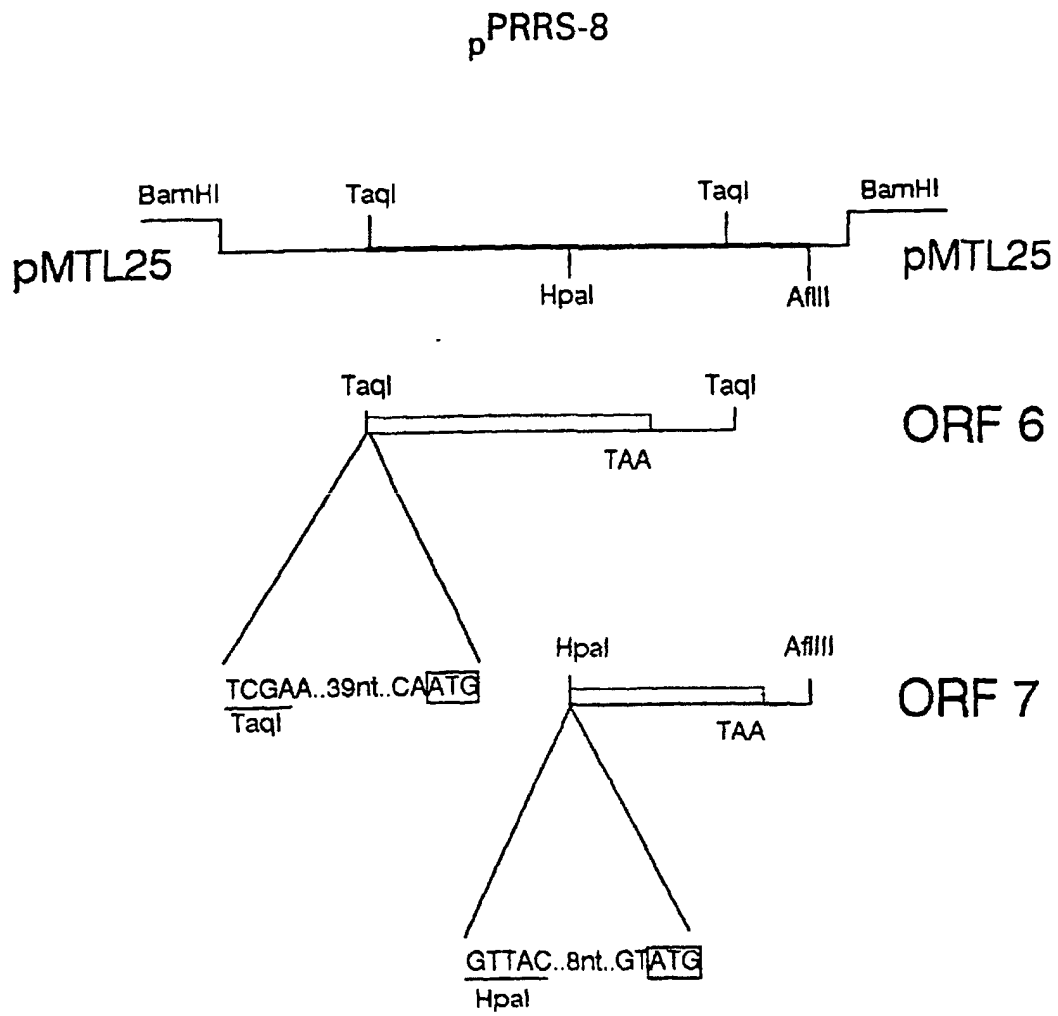 pPRRS-8
BamHI TaqI TaqI BamHI
pMTL25 pMTL25
HpaI AflIII
TaqI TaqI
ORF 6
TAA
TCGAA..39nt..CAATG
TaqI
HpaI AflIII
ORF 7
TAA
GTTAC..8nt..GTATG
HpaI